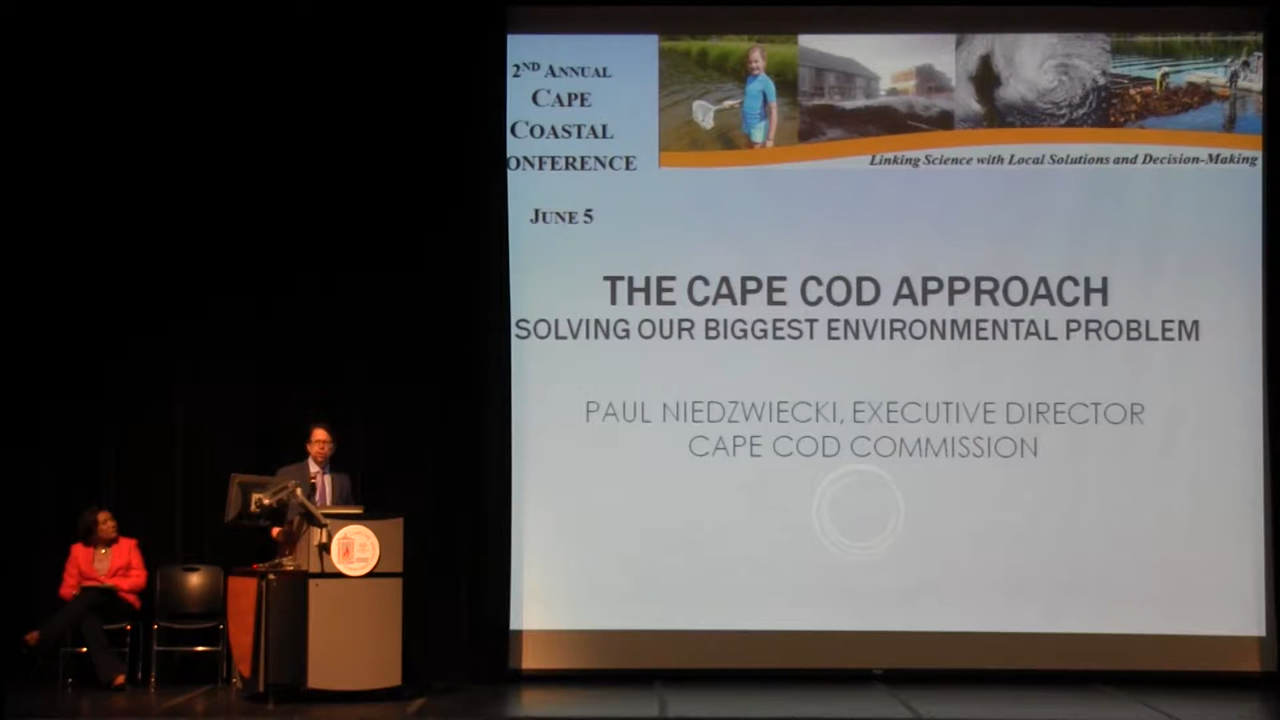 2ND ANNUAL
CAPE
COASTAL
ONFERENCE
JUNE 5
Linking Science with Local Solutions and Decision-Making
THE CAPE COD APPROACH
SOLVING OUR BIGGEST ENVIRONMENTAL PROBLEM
PAUL NIEDZWIECKI, EXECUTIVE DIRECTOR
CAPE COD COMMISSION